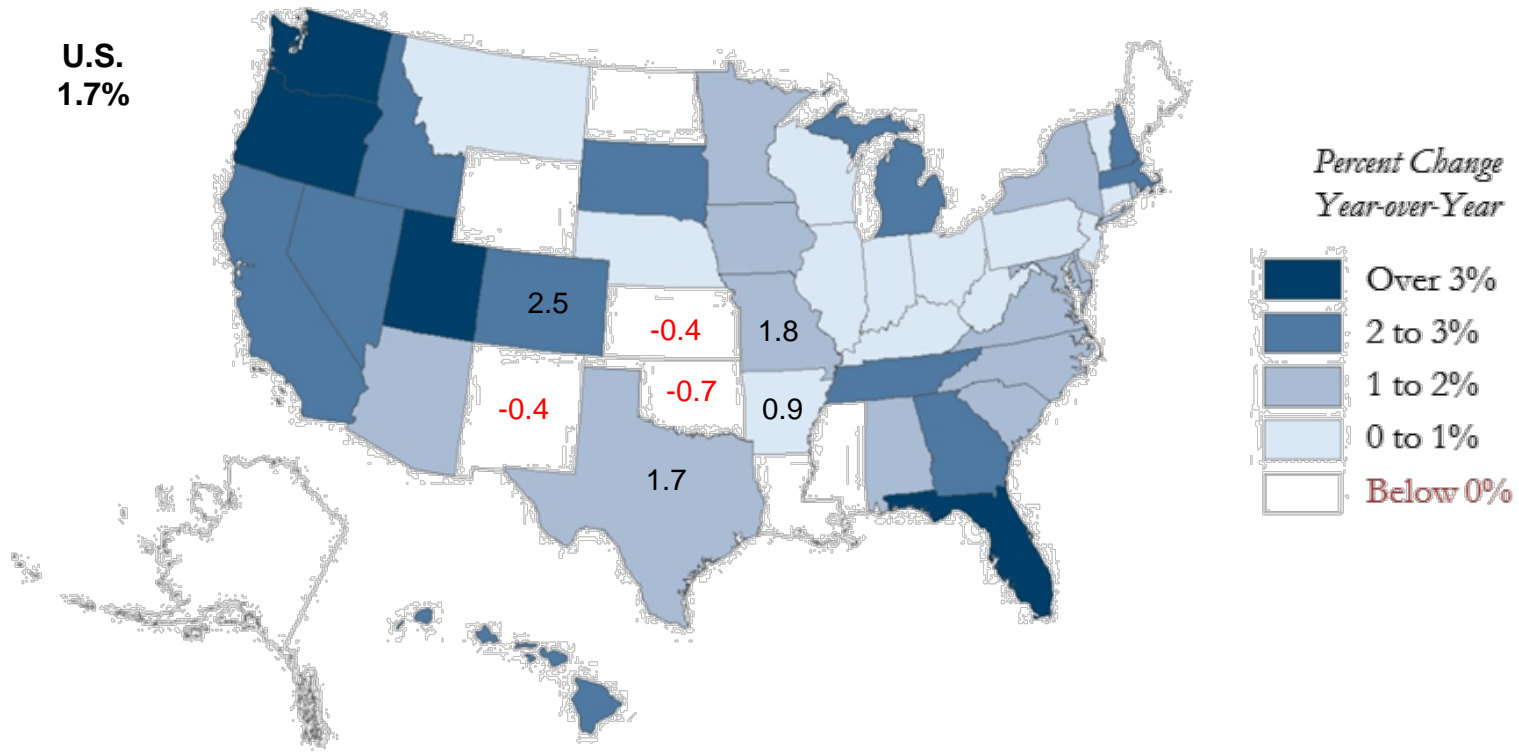 U.S.
1.7%
Percent Change
Year-over-Year
Over 3%
2.5
-0.4
1.8
2 to 3%
-0.4
-0.7
0.9
1 to 2%
0 to 1%
1.7
Below 0%